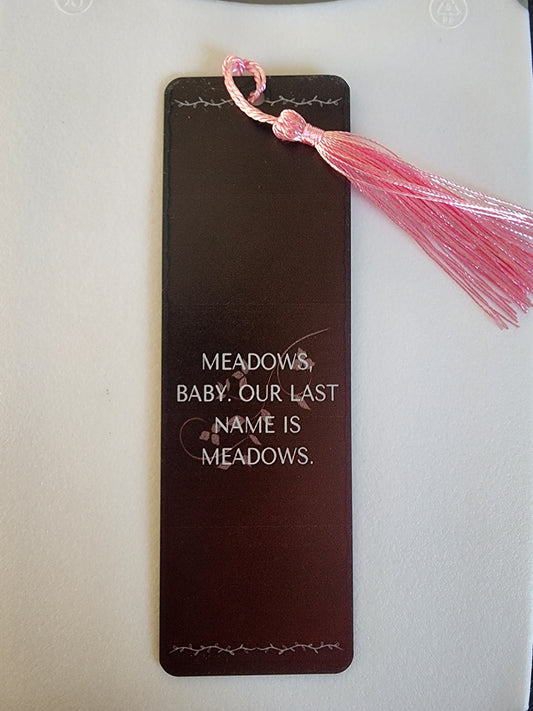 MEADOWS,
BABY. OUR LAST
NAME IS
MEADOWS.